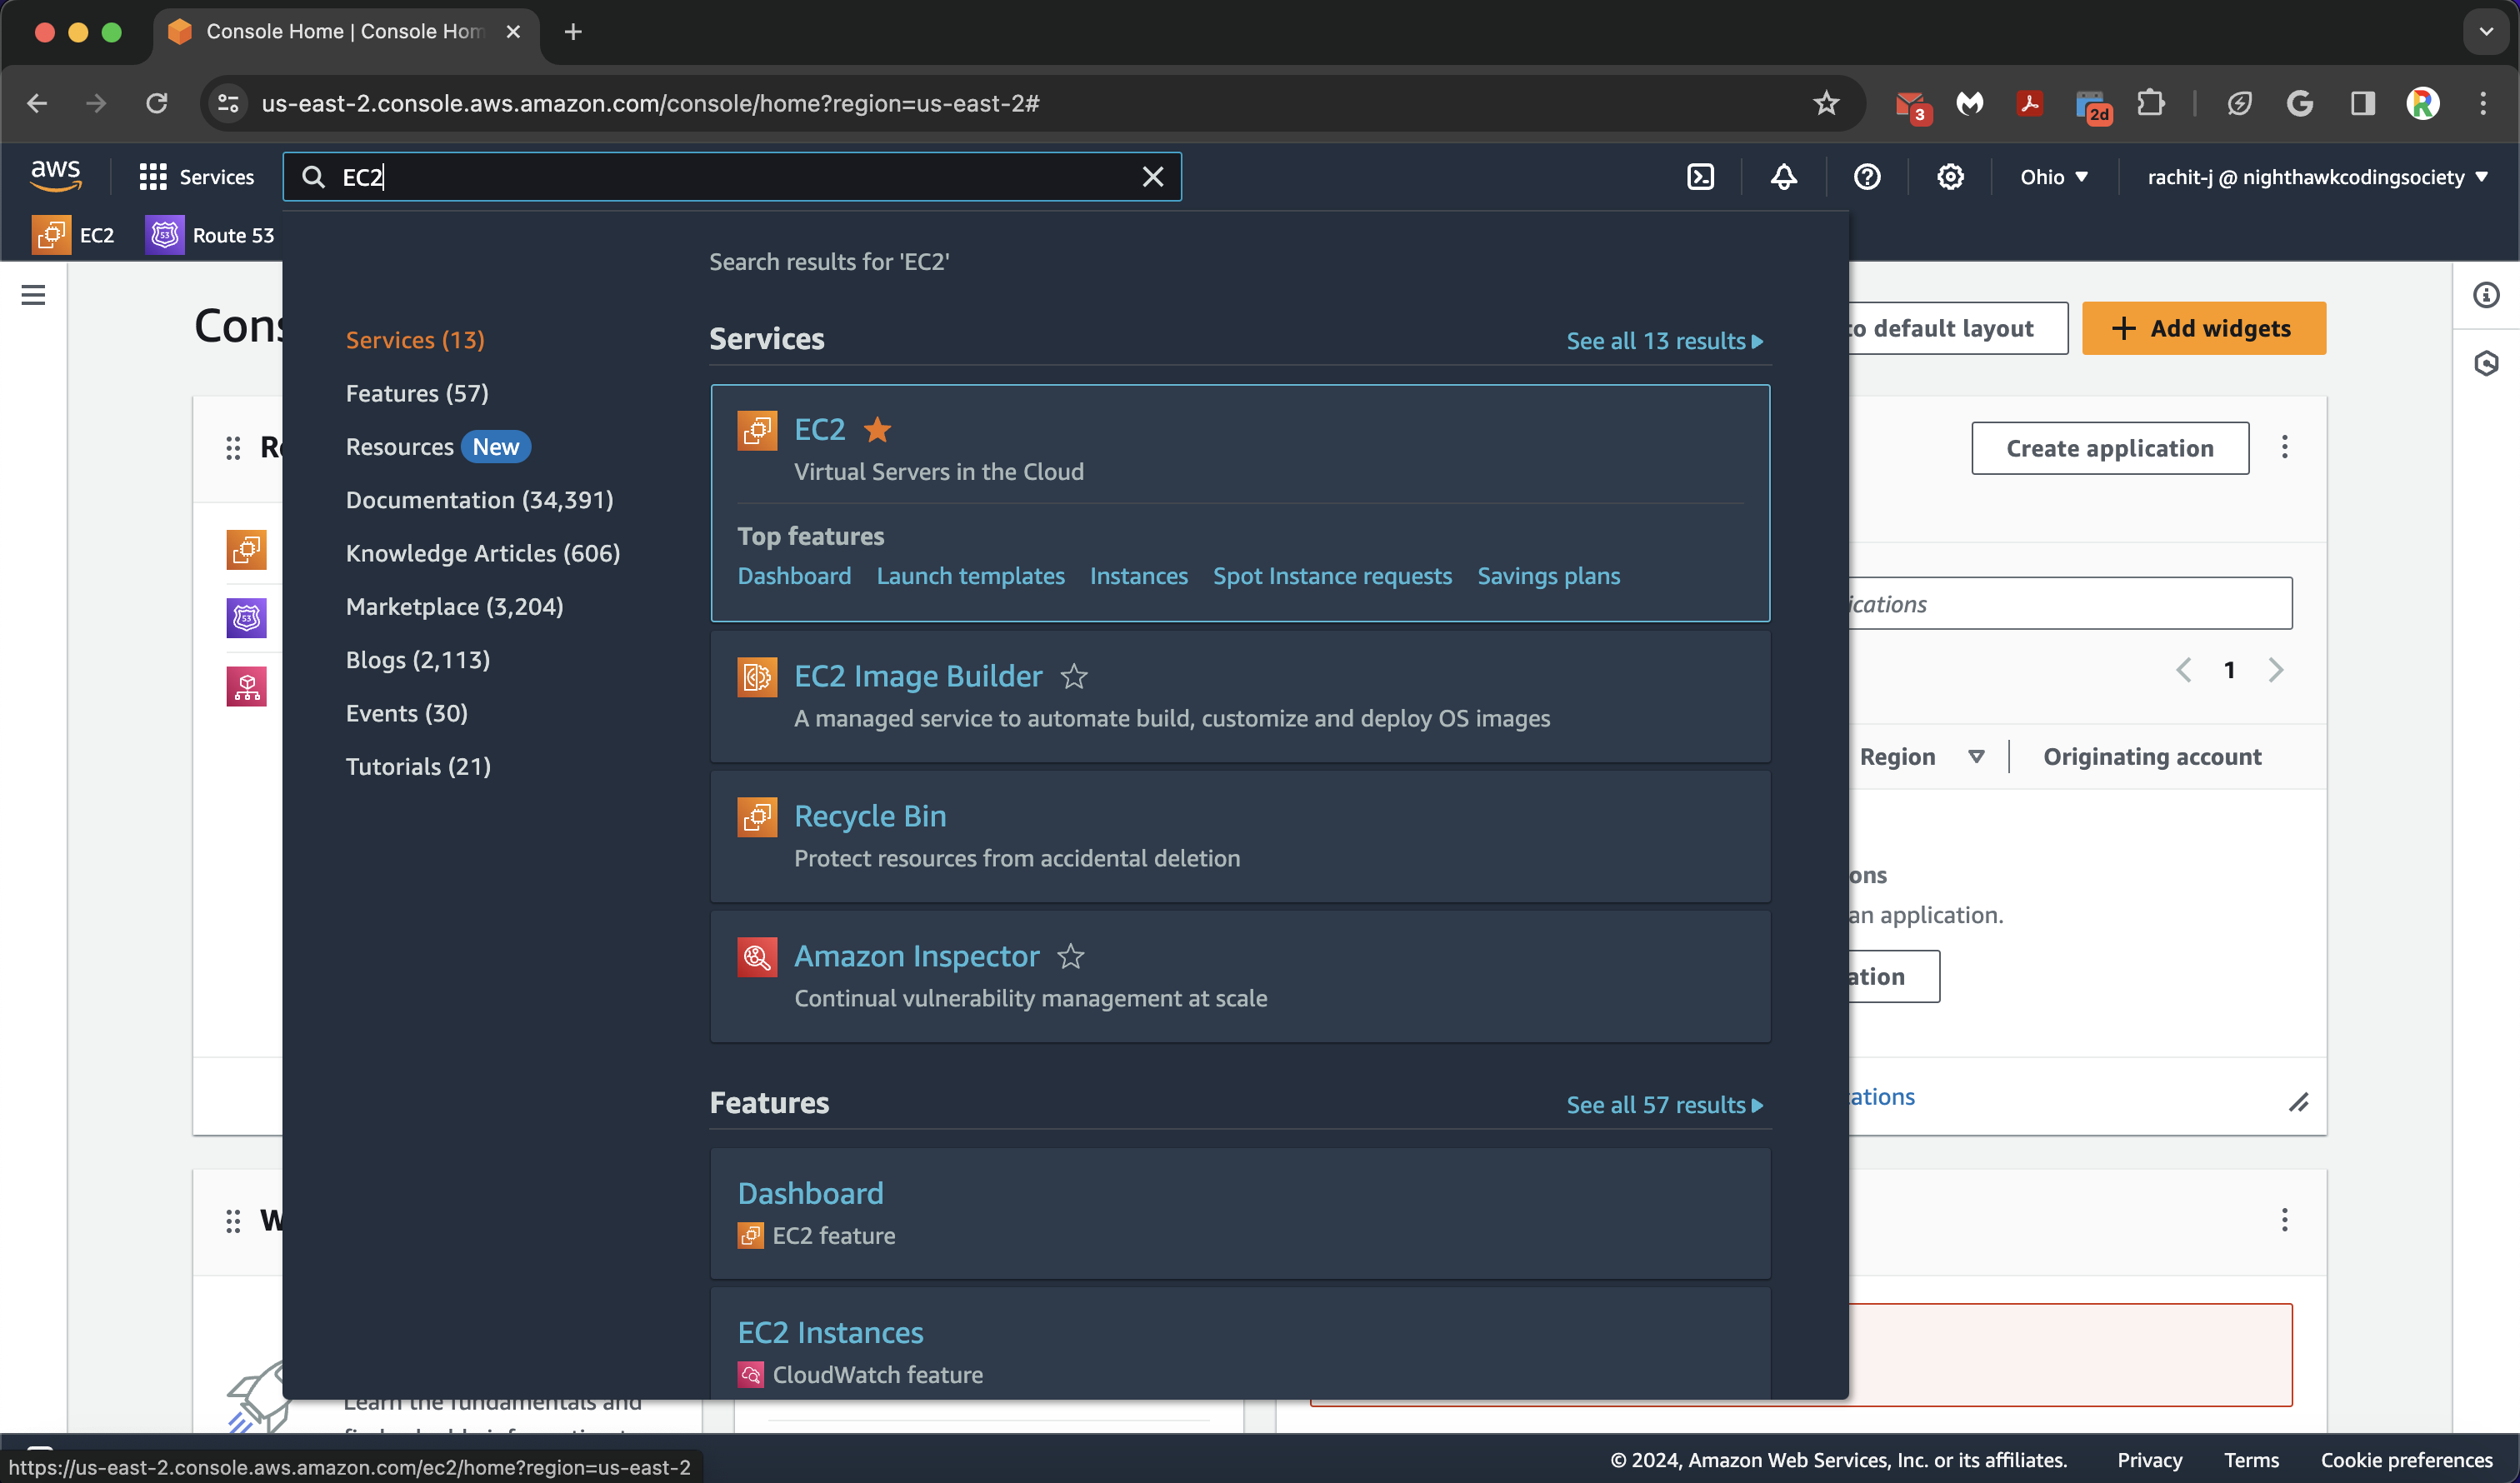 Console Home | Console Hom
us-east-2.console.aws.amazon.com/console/home?region=us-east-2#
3
2d
R
aws
Services
EC2
Ohio
rachit-j @ nighthawkcodingsociety
EC2
53
Route 53
Search results for 'EC2'
Cons
Services (13)
Features (57)
Resources New
Documentation (34,391)
Knowledge Articles (606)
Marketplace (3,204)
Blogs (2,113)
Events (30)
Tutorials (21)
Services
See all 13 results
EC2
Virtual Servers in the Cloud
Top features
Dashboard Launch templates Instances Spot Instance requests Savings plans
EC2 Image Builder
A managed service to automate build, customize and deploy OS images
Recycle Bin
Protect resources from accidental deletion
Amazon Inspector
Continual vulnerability management at scale
Features
See all 57 results
Dashboard
EC2 feature
EC2 Instances
CloudWatch feature
to default layout
Add widgets
Create application
ications
1
Region
Originating account
ons
an application.
ation
ations
53
W
Learn the fundamentals and
https://us-east-2.console.aws.amazon.com/ec2/home?region=us-east-2
© 2024, Amazon Web Services, Inc. or its affiliates.
Privacy
Terms
Cookie preferences